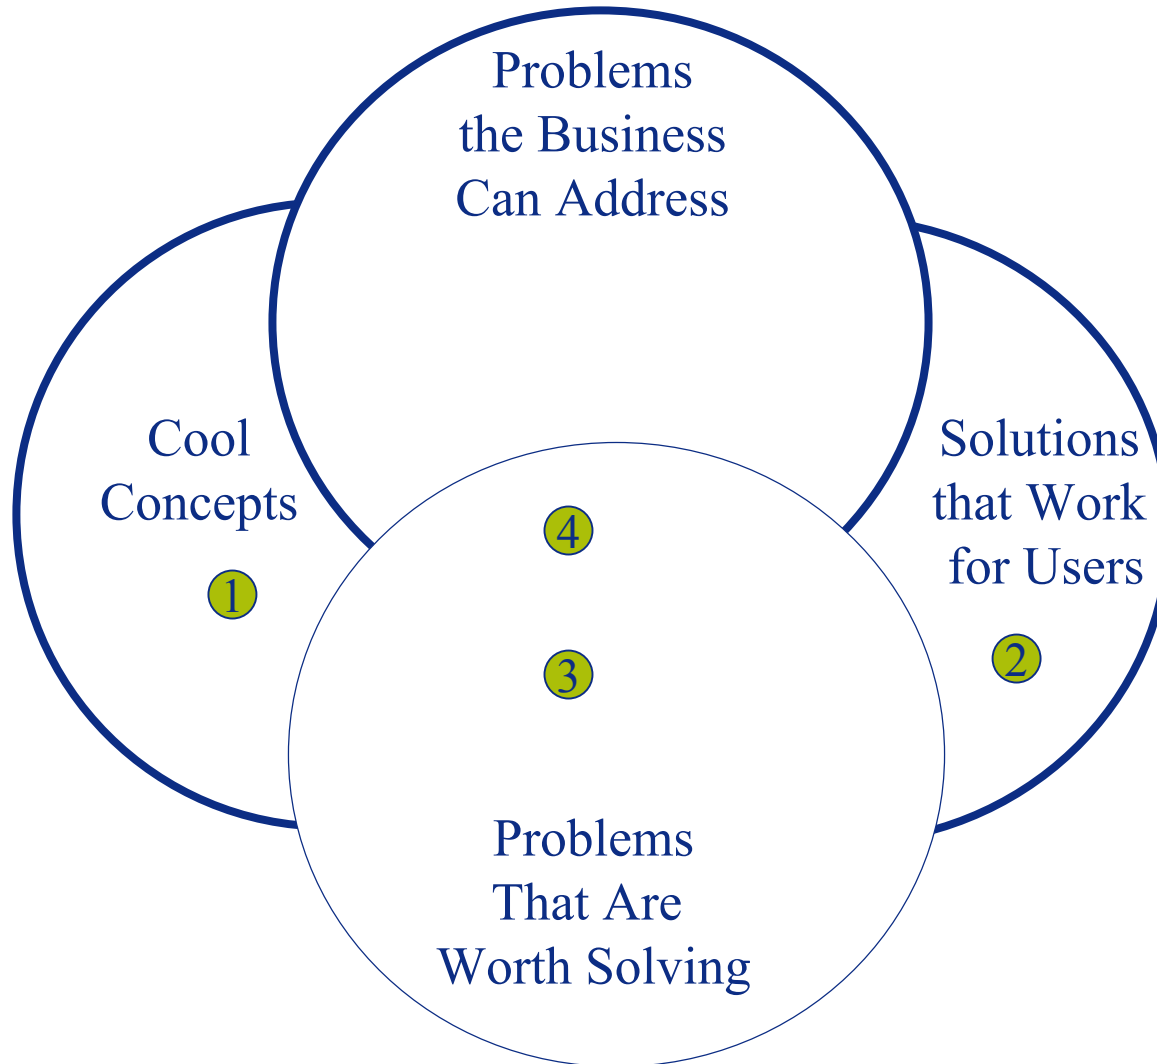 Problems
the Business
Can Address
Cool
Concepts
1
Solutions
that Work
for Users
2
4
3
Problems
That Are
Worth Solving